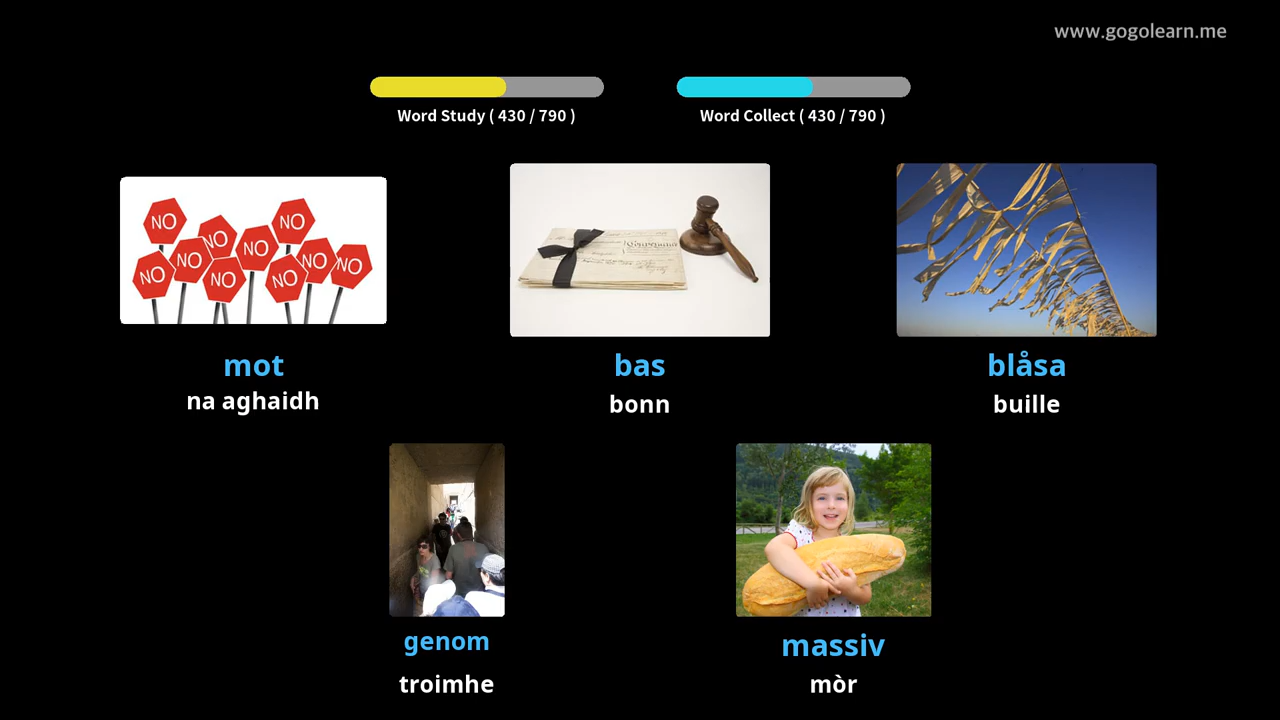 www.gogolearn.me
Word Study ( 430 / 790 )
Word Collect ( 430 / 790 )
NO
NO
NO
NO
NO
NO
NO
NO
NO
NO
mot
na aghaidh
bas
bonn
blåsa
buille
genom
troimhe
massiv
mòr